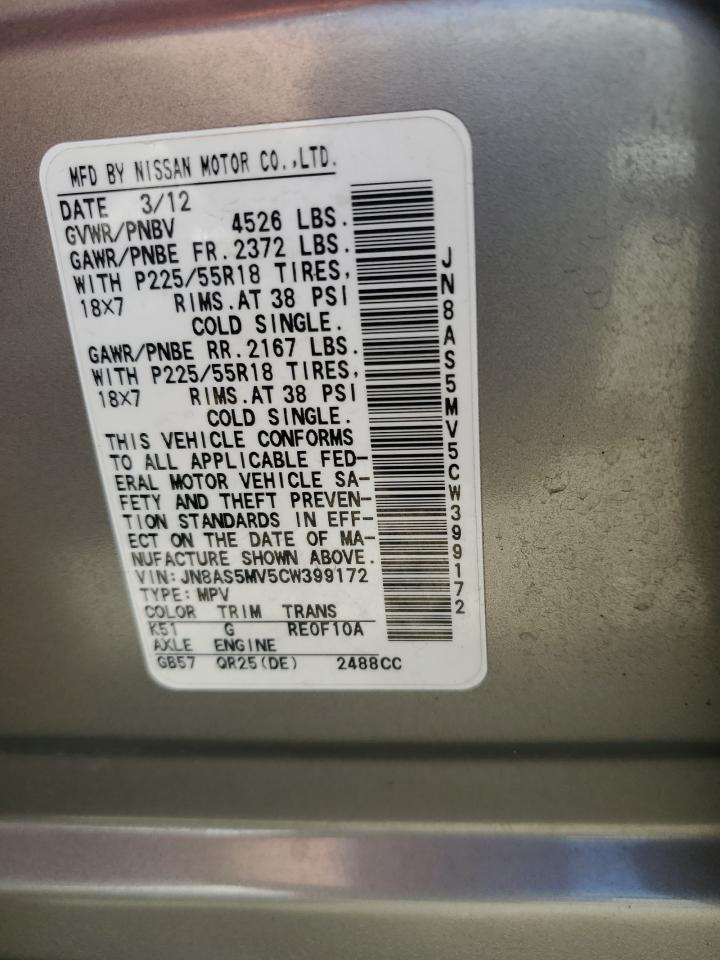 MFD BY NISSAN MOTOR CO.,LTD.
DATE 3/12
GVWR/PNBV 4526 LBS.
GAWR/PNBE FR.2372 LBS.
WITH P225/55R18 TIRES,
18X7 RIMS.AT 38 PSI
COLD SINGLE.
GAWR/PNBE RR.2167 LBS.
WITH P225/55R18 TIRES,
18X7 RIMS.AT 38 PSI
COLD SINGLE.
THIS VEHICLE CONFORMS
TO ALL APPLICABLE FED-
ERAL MOTOR VEHICLE SA-
FETY AND THEFT PREVEN-
TION STANDARDS IN EFF-
ECT ON THE DATE OF MA-
NUFACTURE SHOWN ABOVE.
VIN:JN8AS5MV5CW399172
TYPE:MPV
COLOR TRIM TRANS
K51 G RE0F10A
AXLE ENGINE
GB57 QR25(DE) 2488CC
JN8AS5MV5CW399172